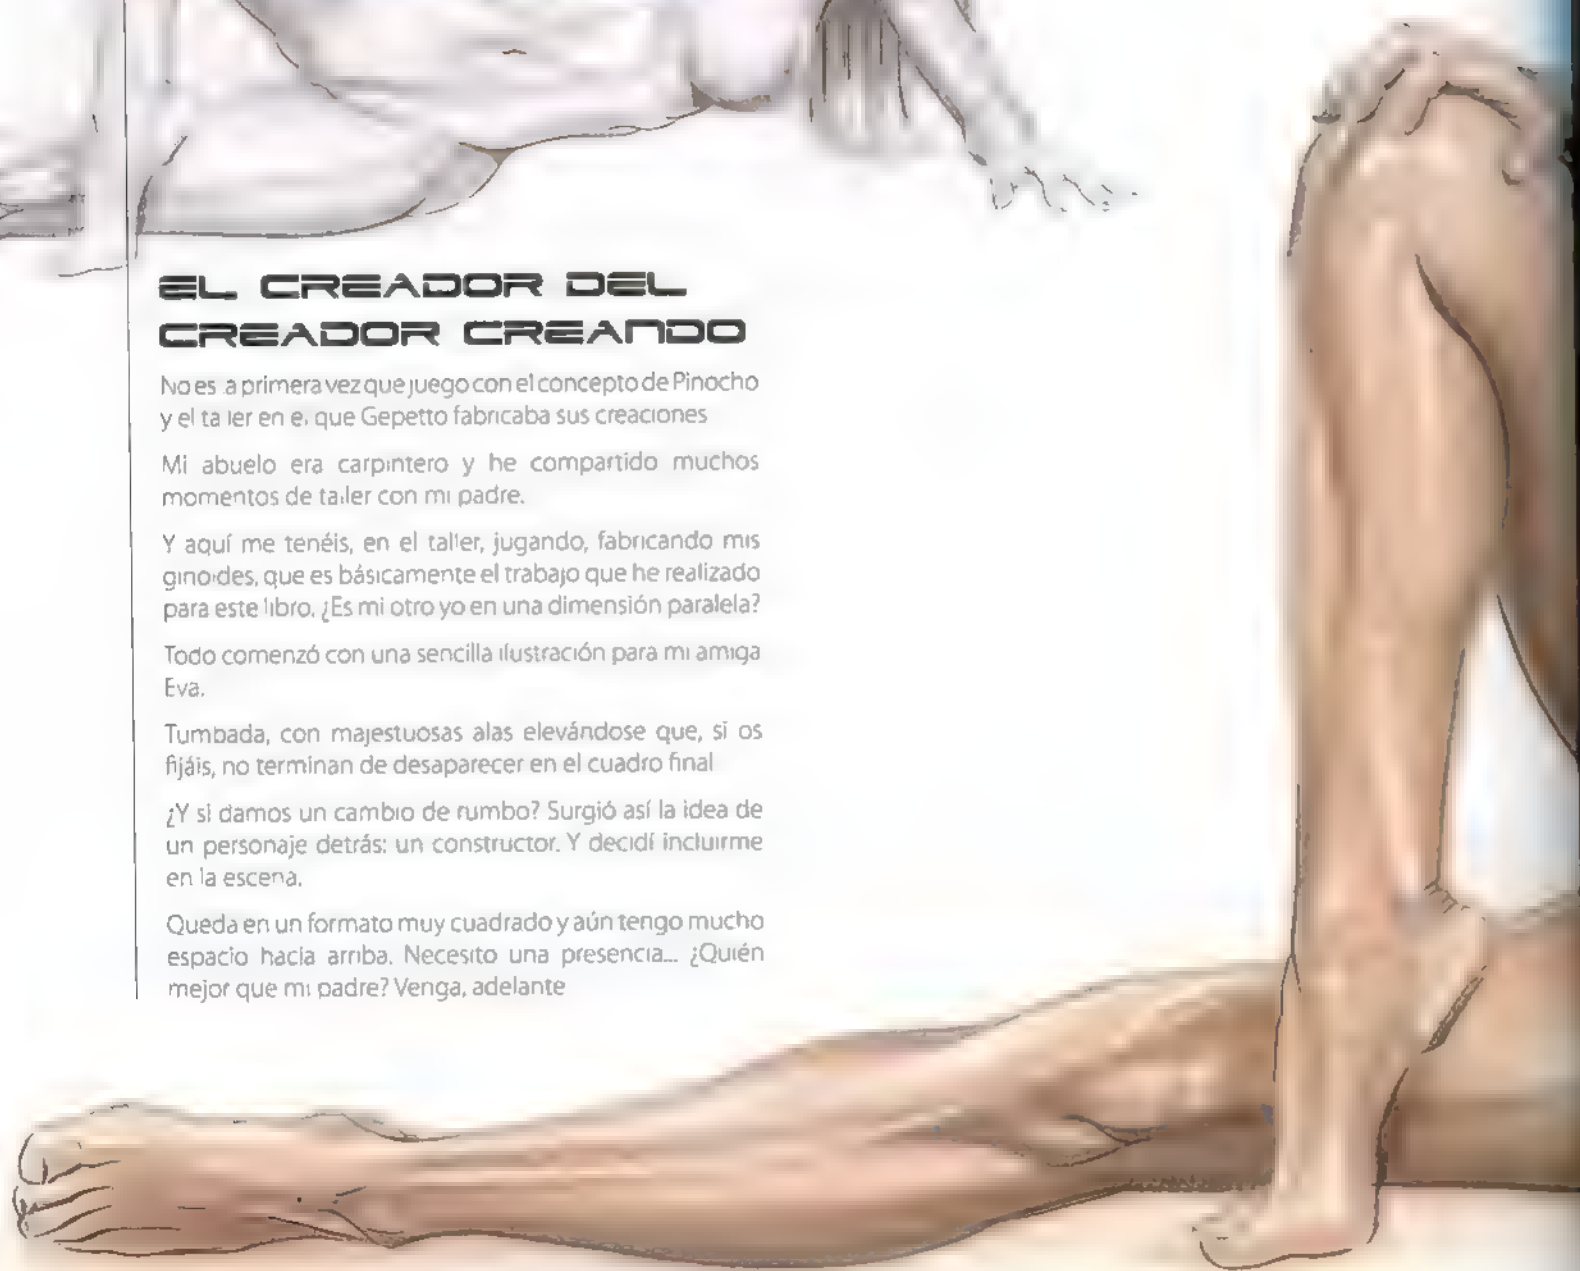 EL CREADOR DEL
CREADOR CREANDO
No es la primera vez que juego con el concepto de Pinocho
y el taller en el que Gepetto fabricaba sus creaciones
Mi abuelo era carpintero y he compartido muchos
momentos de taller con mi padre.
Y aquí me tenéis, en el taller, jugando, fabricando mis
ginoides, que es básicamente el trabajo que he realizado
para este libro. ¿Es mi otro yo en una dimensión paralela?
Todo comenzó con una sencilla ilustración para mi amiga
Eva.
Tumbada, con majestuosas alas elevándose que, si os
fijáis, no terminan de desaparecer en el cuadro final
¿Y si damos un cambio de rumbo? Surgió así la idea de
un personaje detrás: un constructor. Y decidí incluirme
en la escena.
Queda en un formato muy cuadrado y aún tengo mucho
espacio hacia arriba. Necesito una presencia... ¿Quién
mejor que mi padre? Venga, adelante